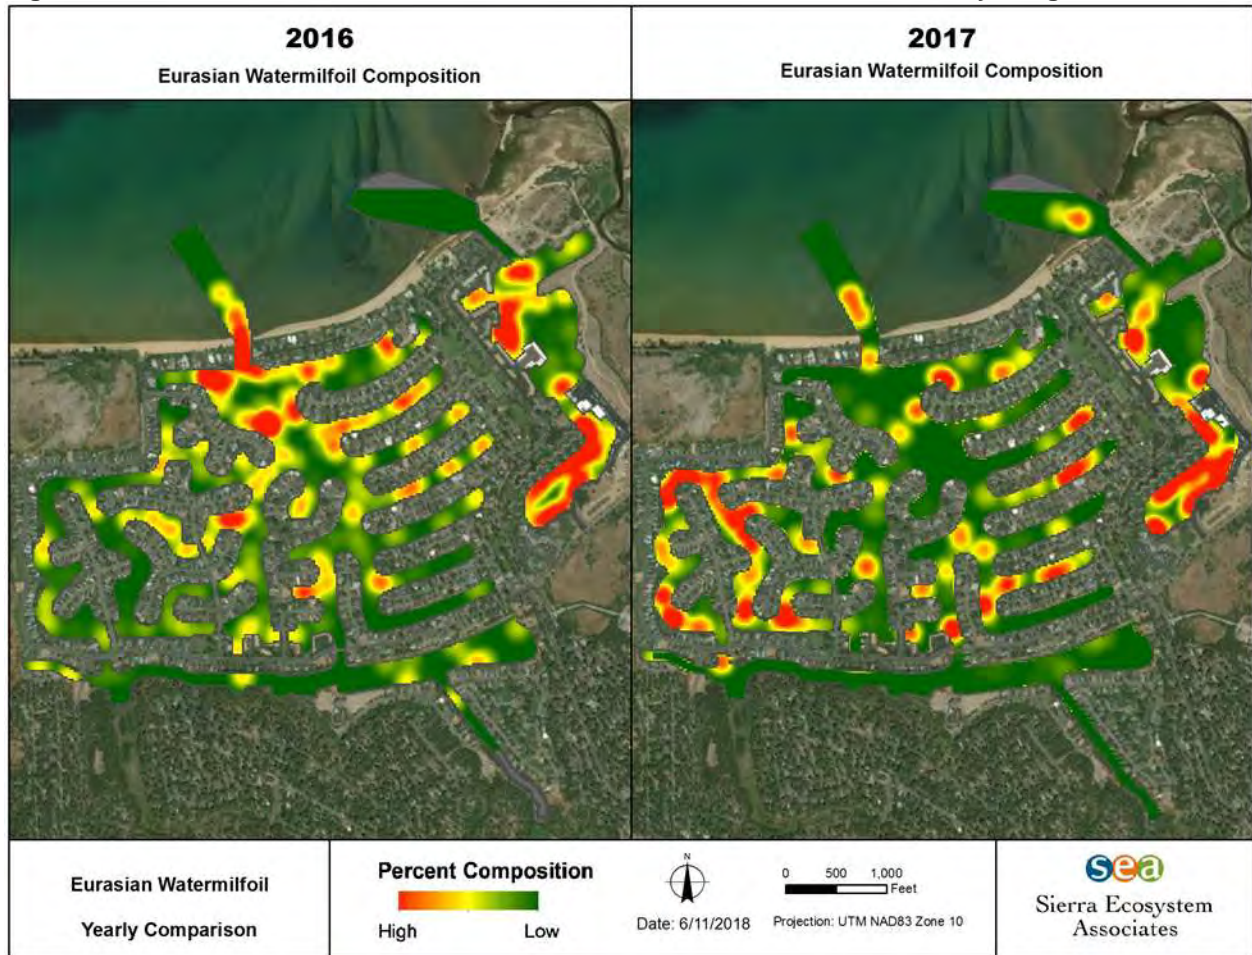 2016
Eurasian Watermilfoil Composition
2017
Eurasian Watermilfoil Composition
Eurasian Watermilfoil
Yearly Comparison
Percent Composition
High Low
N
Date: 6/11/2018
0 500 1,000
Feet
Projection: UTM NAD83 Zone 10
sea
Sierra Ecosystem
Associates